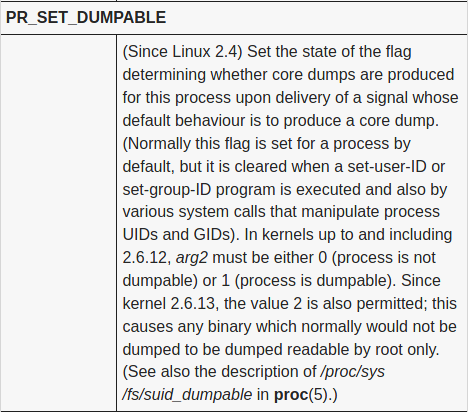 PR_SET_DUMPABLE
(Since Linux 2.4) Set the state of the flag
determining whether core dumps are produced
for this process upon delivery of a signal whose
default behaviour is to produce a core dump.
(Normally this flag is set for a process by
default, but it is cleared when a set-user-ID or
set-group-ID program is executed and also by
various system calls that manipulate process
UIDs and GIDs). In kernels up to and including
2.6.12, arg2 must be either 0 (process is not
dumpable) or 1 (process is dumpable). Since
kernel 2.6.13, the value 2 is also permitted; this
causes any binary which normally would not be
dumped to be dumped readable by root only.
(See also the description of /proc/sys
/fs/suid_dumpable in proc(5).)